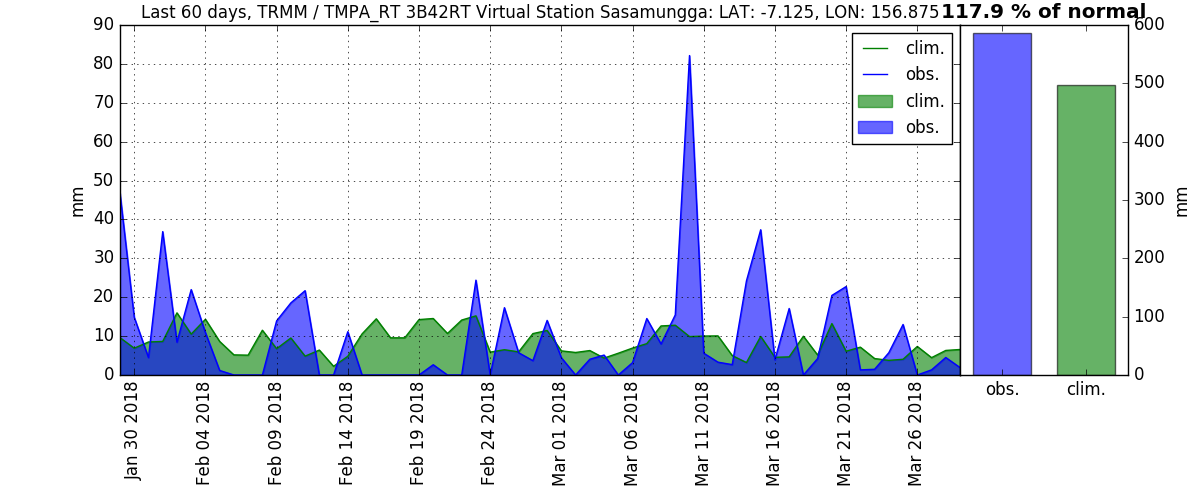 Last 60 days, TRMM / TMPA_RT 3B42RT Virtual Station Sasamungga: LAT: -7.125, LON: 156.875
117.9 % of normal
90
80
70
60
50
40
30
20
10
0
mm
clim.
obs.
clim.
obs.
Jan 30 2018
Feb 04 2018
Feb 09 2018
Feb 14 2018
Feb 19 2018
Feb 24 2018
Mar 01 2018
Mar 06 2018
Mar 11 2018
Mar 16 2018
Mar 21 2018
Mar 26 2018
600
500
400
300
200
100
0
mm
obs.
clim.